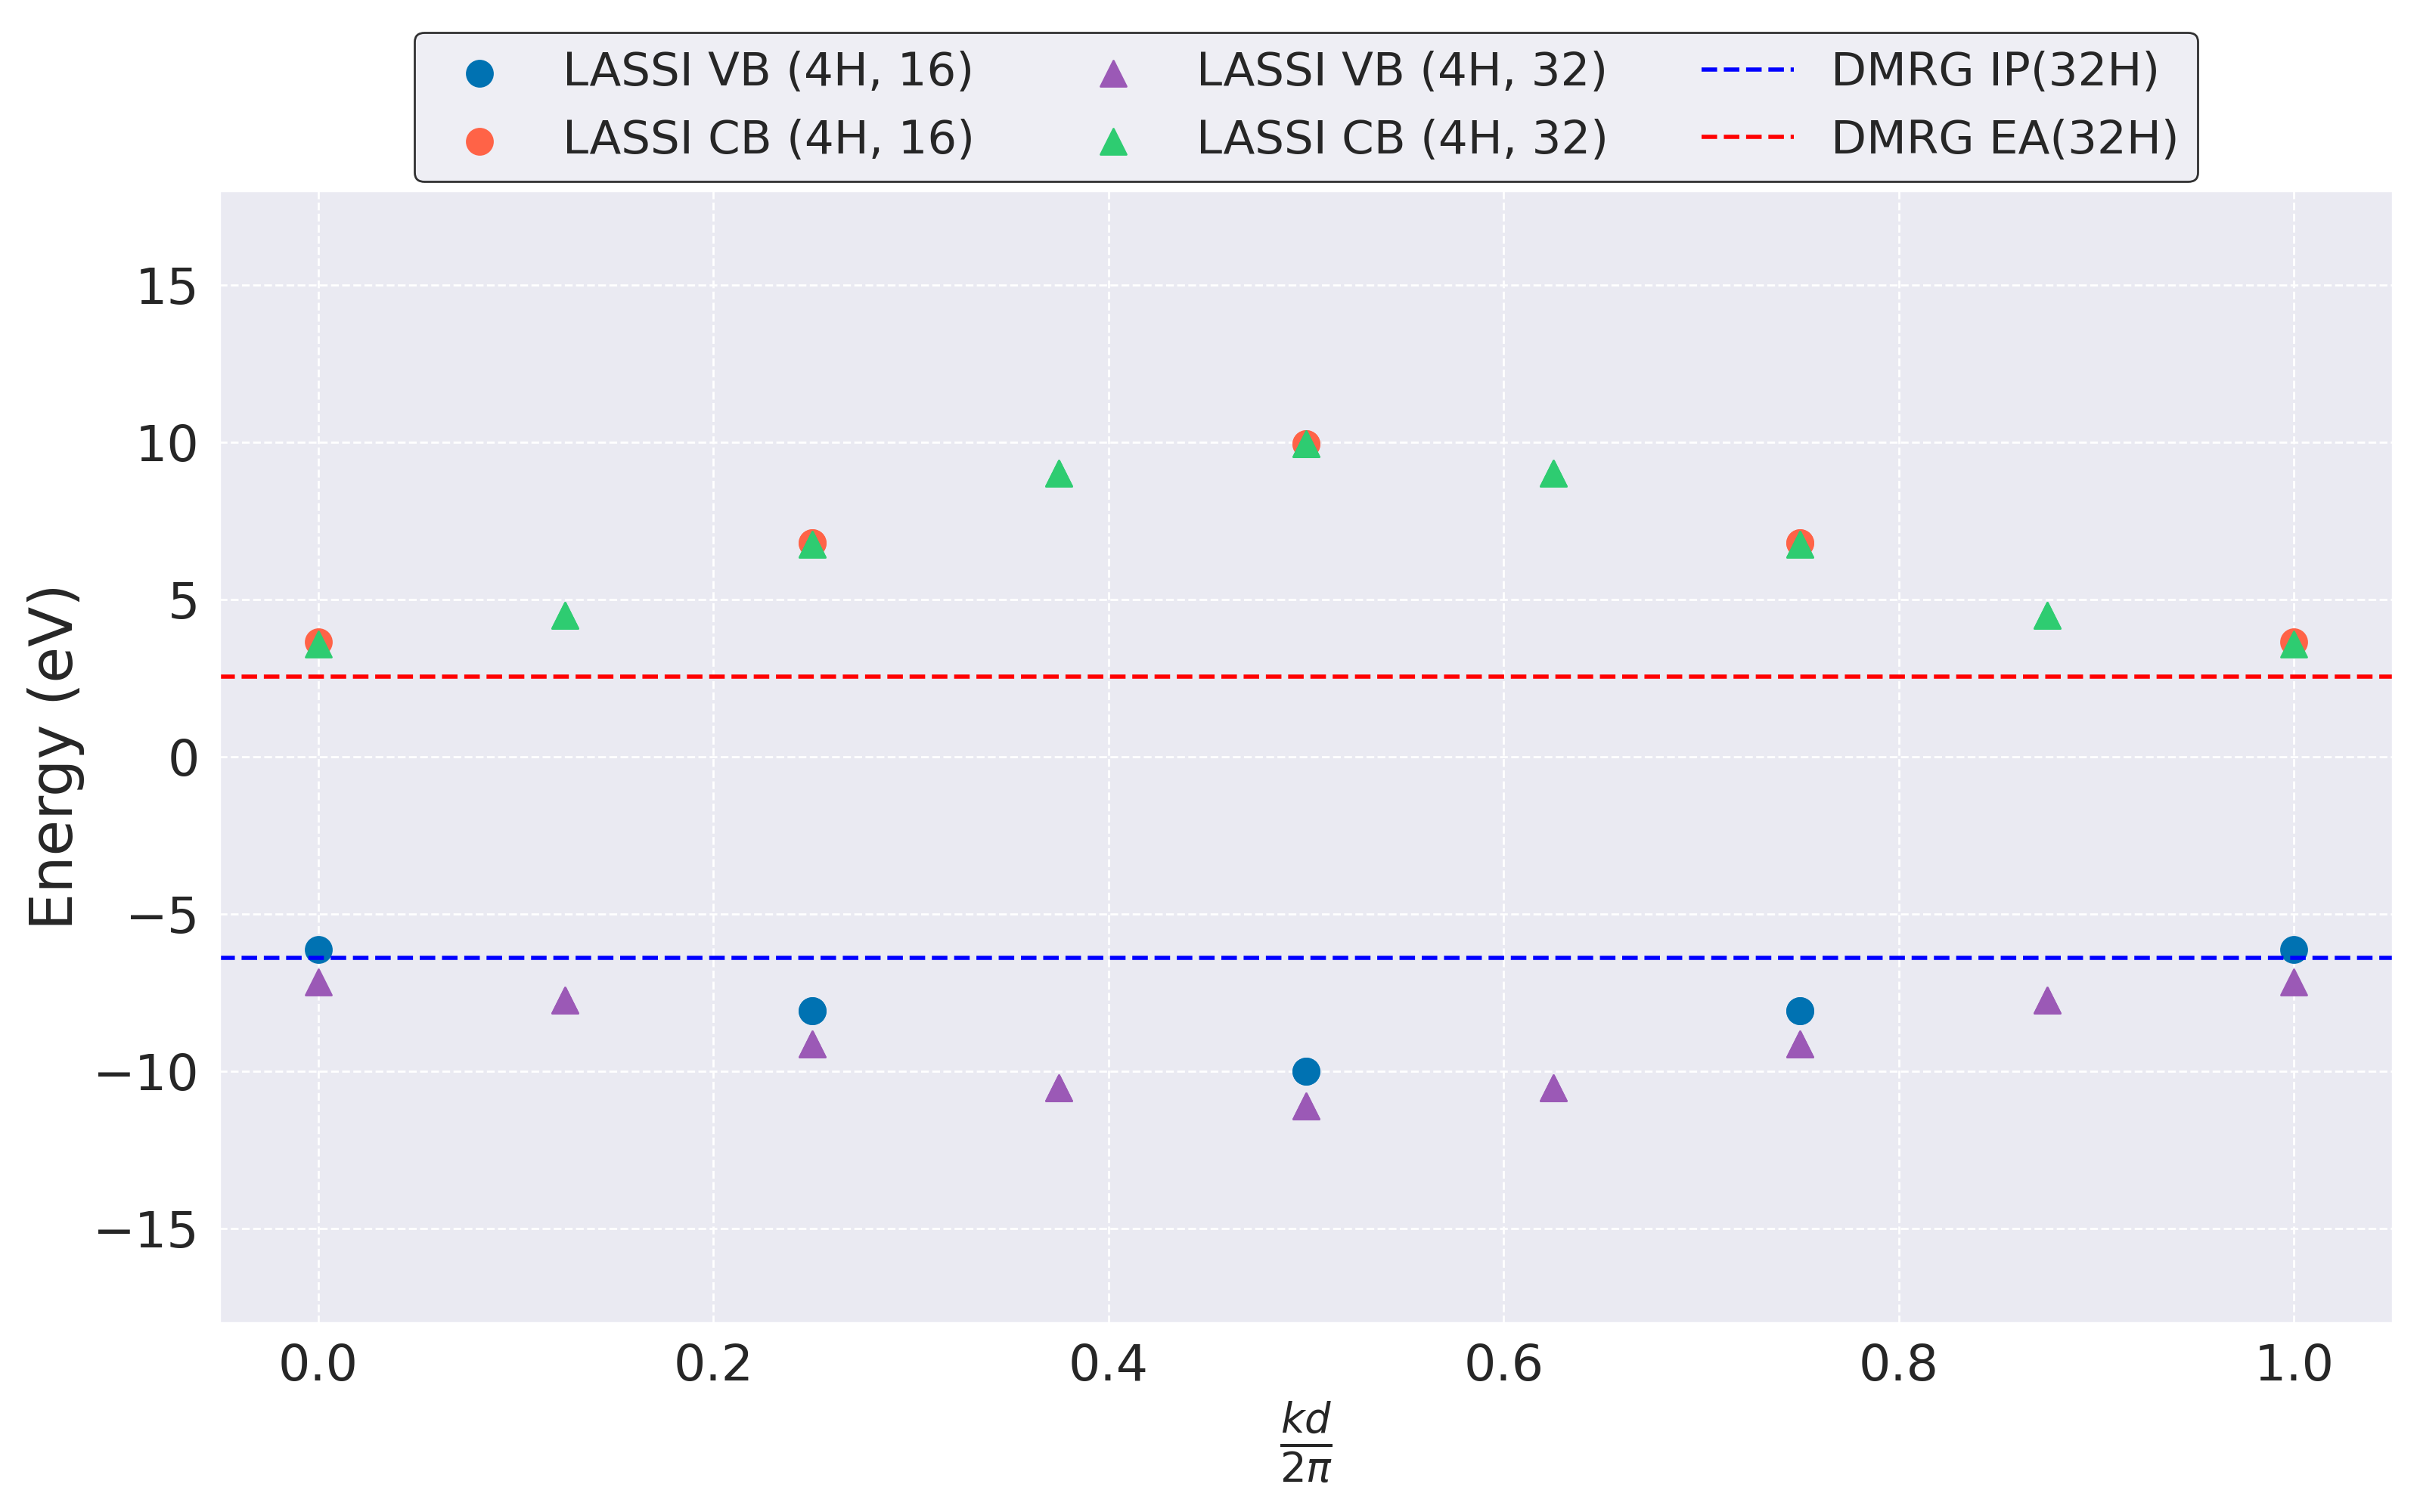 LASSI VB (4H, 16) LASSI VB (4H, 32) DMRG IP(32H)
LASSI CB (4H, 16) LASSI CB (4H, 32) DMRG EA(32H)
15
10
5
0
−5
−10
−15
Energy (eV)
0.0 0.2 0.4 0.6 0.8 1.0
kd
2π